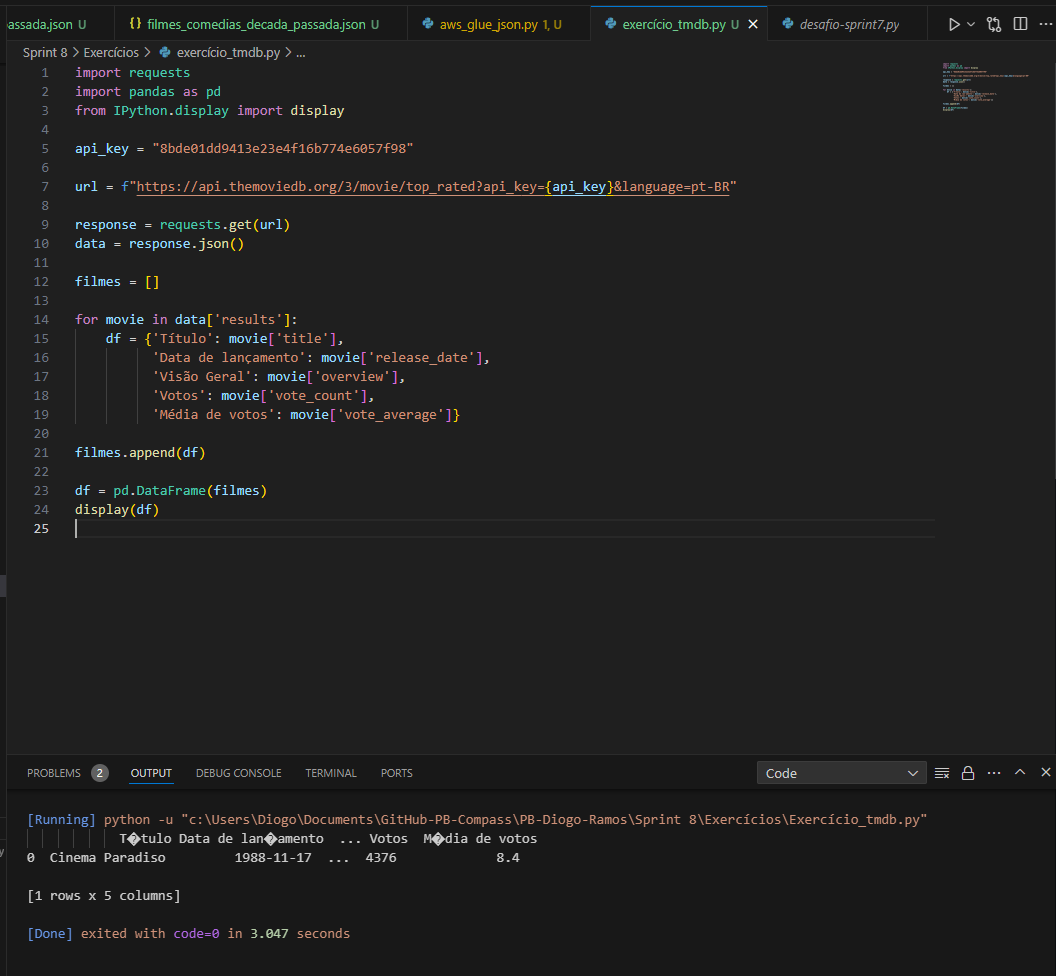 passada.json U
{} filmes_comedias_decada_passada.json U
aws_glue_json.py 1, U
exercício_tmdb.py U
desafio-sprint7.py
Sprint 8 > Exercícios > exercício_tmdb.py > ...
1 import requests
2 import pandas as pd
3 from IPython.display import display
4
5 api_key = "8bde01dd9413e23e4f16b774e6057f98"
6
7 url = f"https://api.themoviedb.org/3/movie/top_rated?api_key={api_key}&language=pt-BR"
8
9 response = requests.get(url)
10 data = response.json()
11
12 filmes = []
13
14 for movie in data['results']:
15     df = {'Título': movie['title'],
16           'Data de lançamento': movie['release_date'],
17           'Visão Geral': movie['overview'],
18           'Votos': movie['vote_count'],
19           'Média de votos': movie['vote_average']}
20
21 filmes.append(df)
22
23 df = pd.DataFrame(filmes)
24 display(df)
25
PROBLEMS 2 OUTPUT DEBUG CONSOLE TERMINAL PORTS
Code
[Running] python -u "c:\Users\Diogo\Documents\GitHub-PB-Compass\PB-Diogo-Ramos\Sprint 8\Exercícios\Exercício_tmdb.py"
T�tulo Data de lan�amento  ... Votos  M�dia de votos
0  Cinema Paradiso         1988-11-17  ...  4376             8.4
[1 rows x 5 columns]
[Done] exited with code=0 in 3.047 seconds